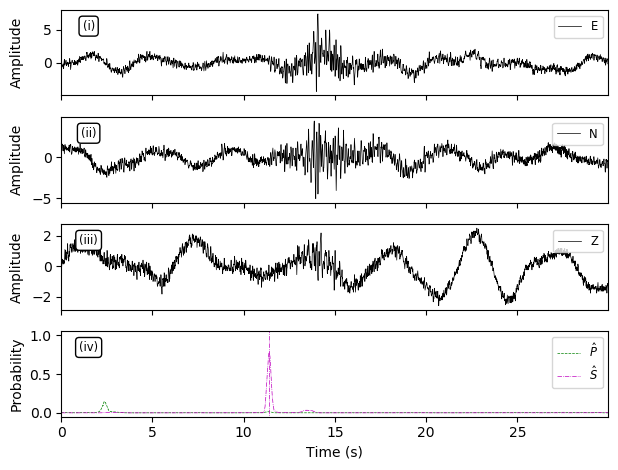 (i)
E
Amplitude
5
0
(ii)
N
Amplitude
0
−5
(iii)
Z
Amplitude
2
0
−2
(iv)
P̂
Ŝ
Probability
1.0
0.5
0.0
0 5 10 15 20 25
Time (s)